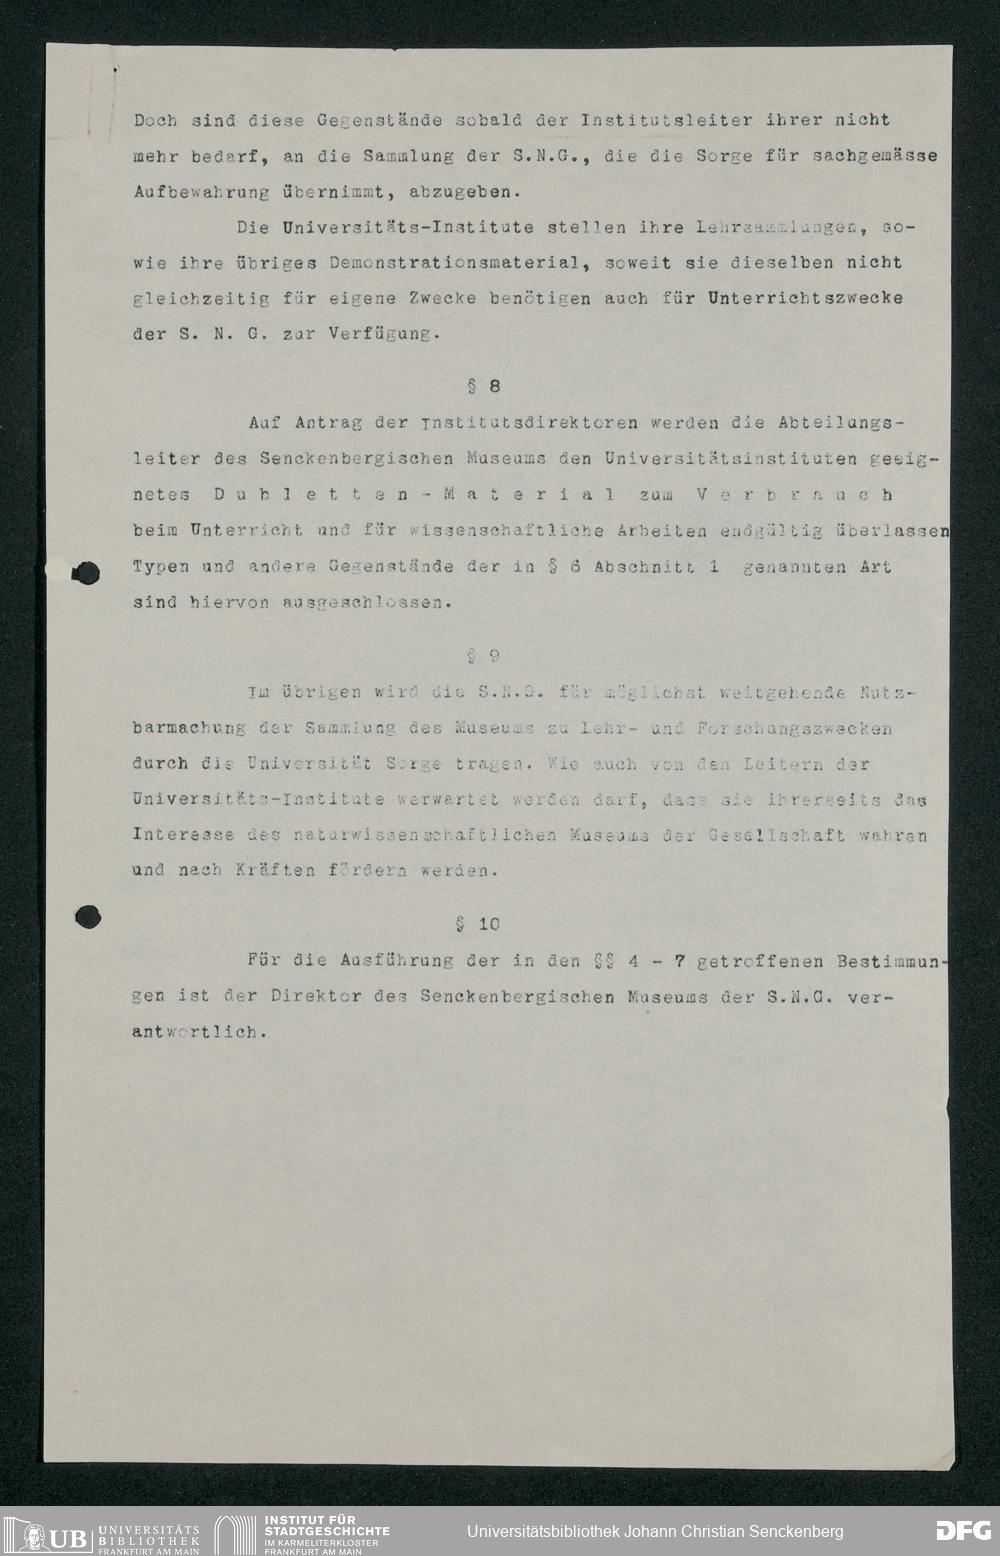 Doch sind diese Gegenstände sobald der Institutsleiter ihrer nicht
mehr bedarf, an die Sammlung der S.N.G., die die Sorge für sachgemässe
Aufbewahrung übernimmt, abzugeben.
Die Universitäts-Institute stellen ihre Lehrsammlungen, so-
wie ihre übriges Demonstrationsmaterial, soweit sie dieselben nicht
gleichzeitig für eigene Zwecke benötigen auch für Unterrichtszwecke
der S. N. G. zur Verfügung.
§ 8
Auf Antrag der Institutsdirektoren werden die Abteilungs-
leiter des Senckenbergischen Museums den Universitätsinstituten geeig-
netes D u b l e t t e n - M a t e r i a l zum V e r b r a u c h
beim Unterricht und für wissenschaftliche Arbeiten endgültig überlassen
Typen und andere Gegenstände der in § 6 Abschnitt 1 genannten Art
sind hiervon ausgeschlossen.
§ 9
Im übrigen wird die S.N.G. für möglichst weitgehende Nutz-
barmachung der Sammlung des Museums zu Lehr- und Forschungszwecken
durch die Universität Sorge tragen. Wie auch von den Leitern der
Universitäts-Institute werwartet werden darf, dass sie ihrerseits das
Interesse des naturwissenschaftlichen Museums der Gesellschaft wahren
und nach Kräften fördern werden.
§ 10
Für die Ausführung der in den §§ 4 - 7 getroffenen Bestimmun-
gen ist der Direktor des Senckenbergischen Museums der S.N.G. ver-
antwortlich.
UB UNIVERSITÄTS BIBLIOTHEK FRANKFURT AM MAIN
INSTITUT FÜR STADTGESCHICHTE IM KARMELITERKLOSTER FRANKFURT AM MAIN
Universitätsbibliothek Johann Christian Senckenberg
DFG